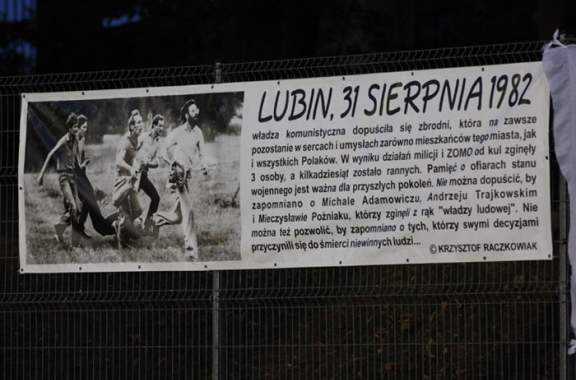 LUBIN, 31 SIERPNIA 1982
władza komunistyczna dopuściła się zbrodni, która na zawsze
pozostanie w sercach i umysłach zarówno mieszkańców tego miasta, jak
i wszystkich Polaków. W wyniku działań milicji i ZOMO od kul zginęły
3 osoby, a kilkadziesiąt zostało rannych. Pamięć o ofiarach stanu
wojennego jest ważna dla przyszłych pokoleń. Nie można dopuścić, by
zapomniano o Michale Adamowiczu, Andrzeju Trajkowskim
i Mieczysławie Poźniaku, którzy zginęli z rąk "władzy ludowej". Nie
można też pozwolić, by zapomniano o tych, którzy swymi decyzjami
przyczynili się do śmierci niewinnych ludzi...
© KRZYSZTOF RACZKOWIAK